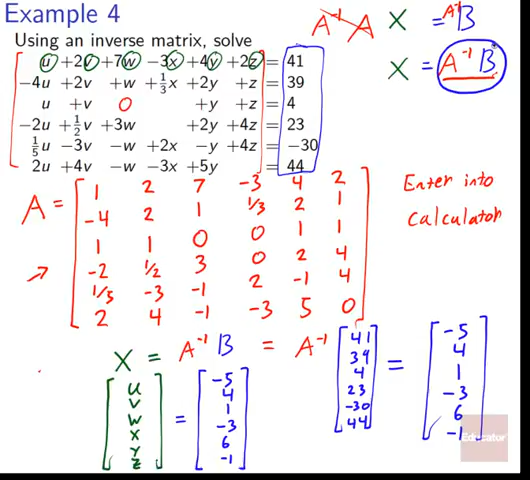 Example 4
A⁻¹A X = A⁻¹B
Using an inverse matrix, solve
X = A⁻¹B
u +2v +7w −3x +4y +2z = 41
−4u +2v +w +1/3x +2y +z = 39
u +v 0 +y +z = 4
−2u +1/2v +3w +2y +4z = 23
1/5u −3v −w +2x −y +4z = −30
2u +4v −w −3x +5y = 44
A =
1 2 7 -3 4 2
-4 2 1 1/3 2 1
1 1 0 0 1 1
-2 1/2 3 0 2 4
1/5 -3 -1 2 -1 4
2 4 -1 -3 5 0
Enter into
Calculator
X = A⁻¹B = A⁻¹
41
39
4
23
-30
44
=
-5
4
1
-3
6
-1
u
v
w
x
y
z
=
-5
4
1
-3
6
-1
Educator